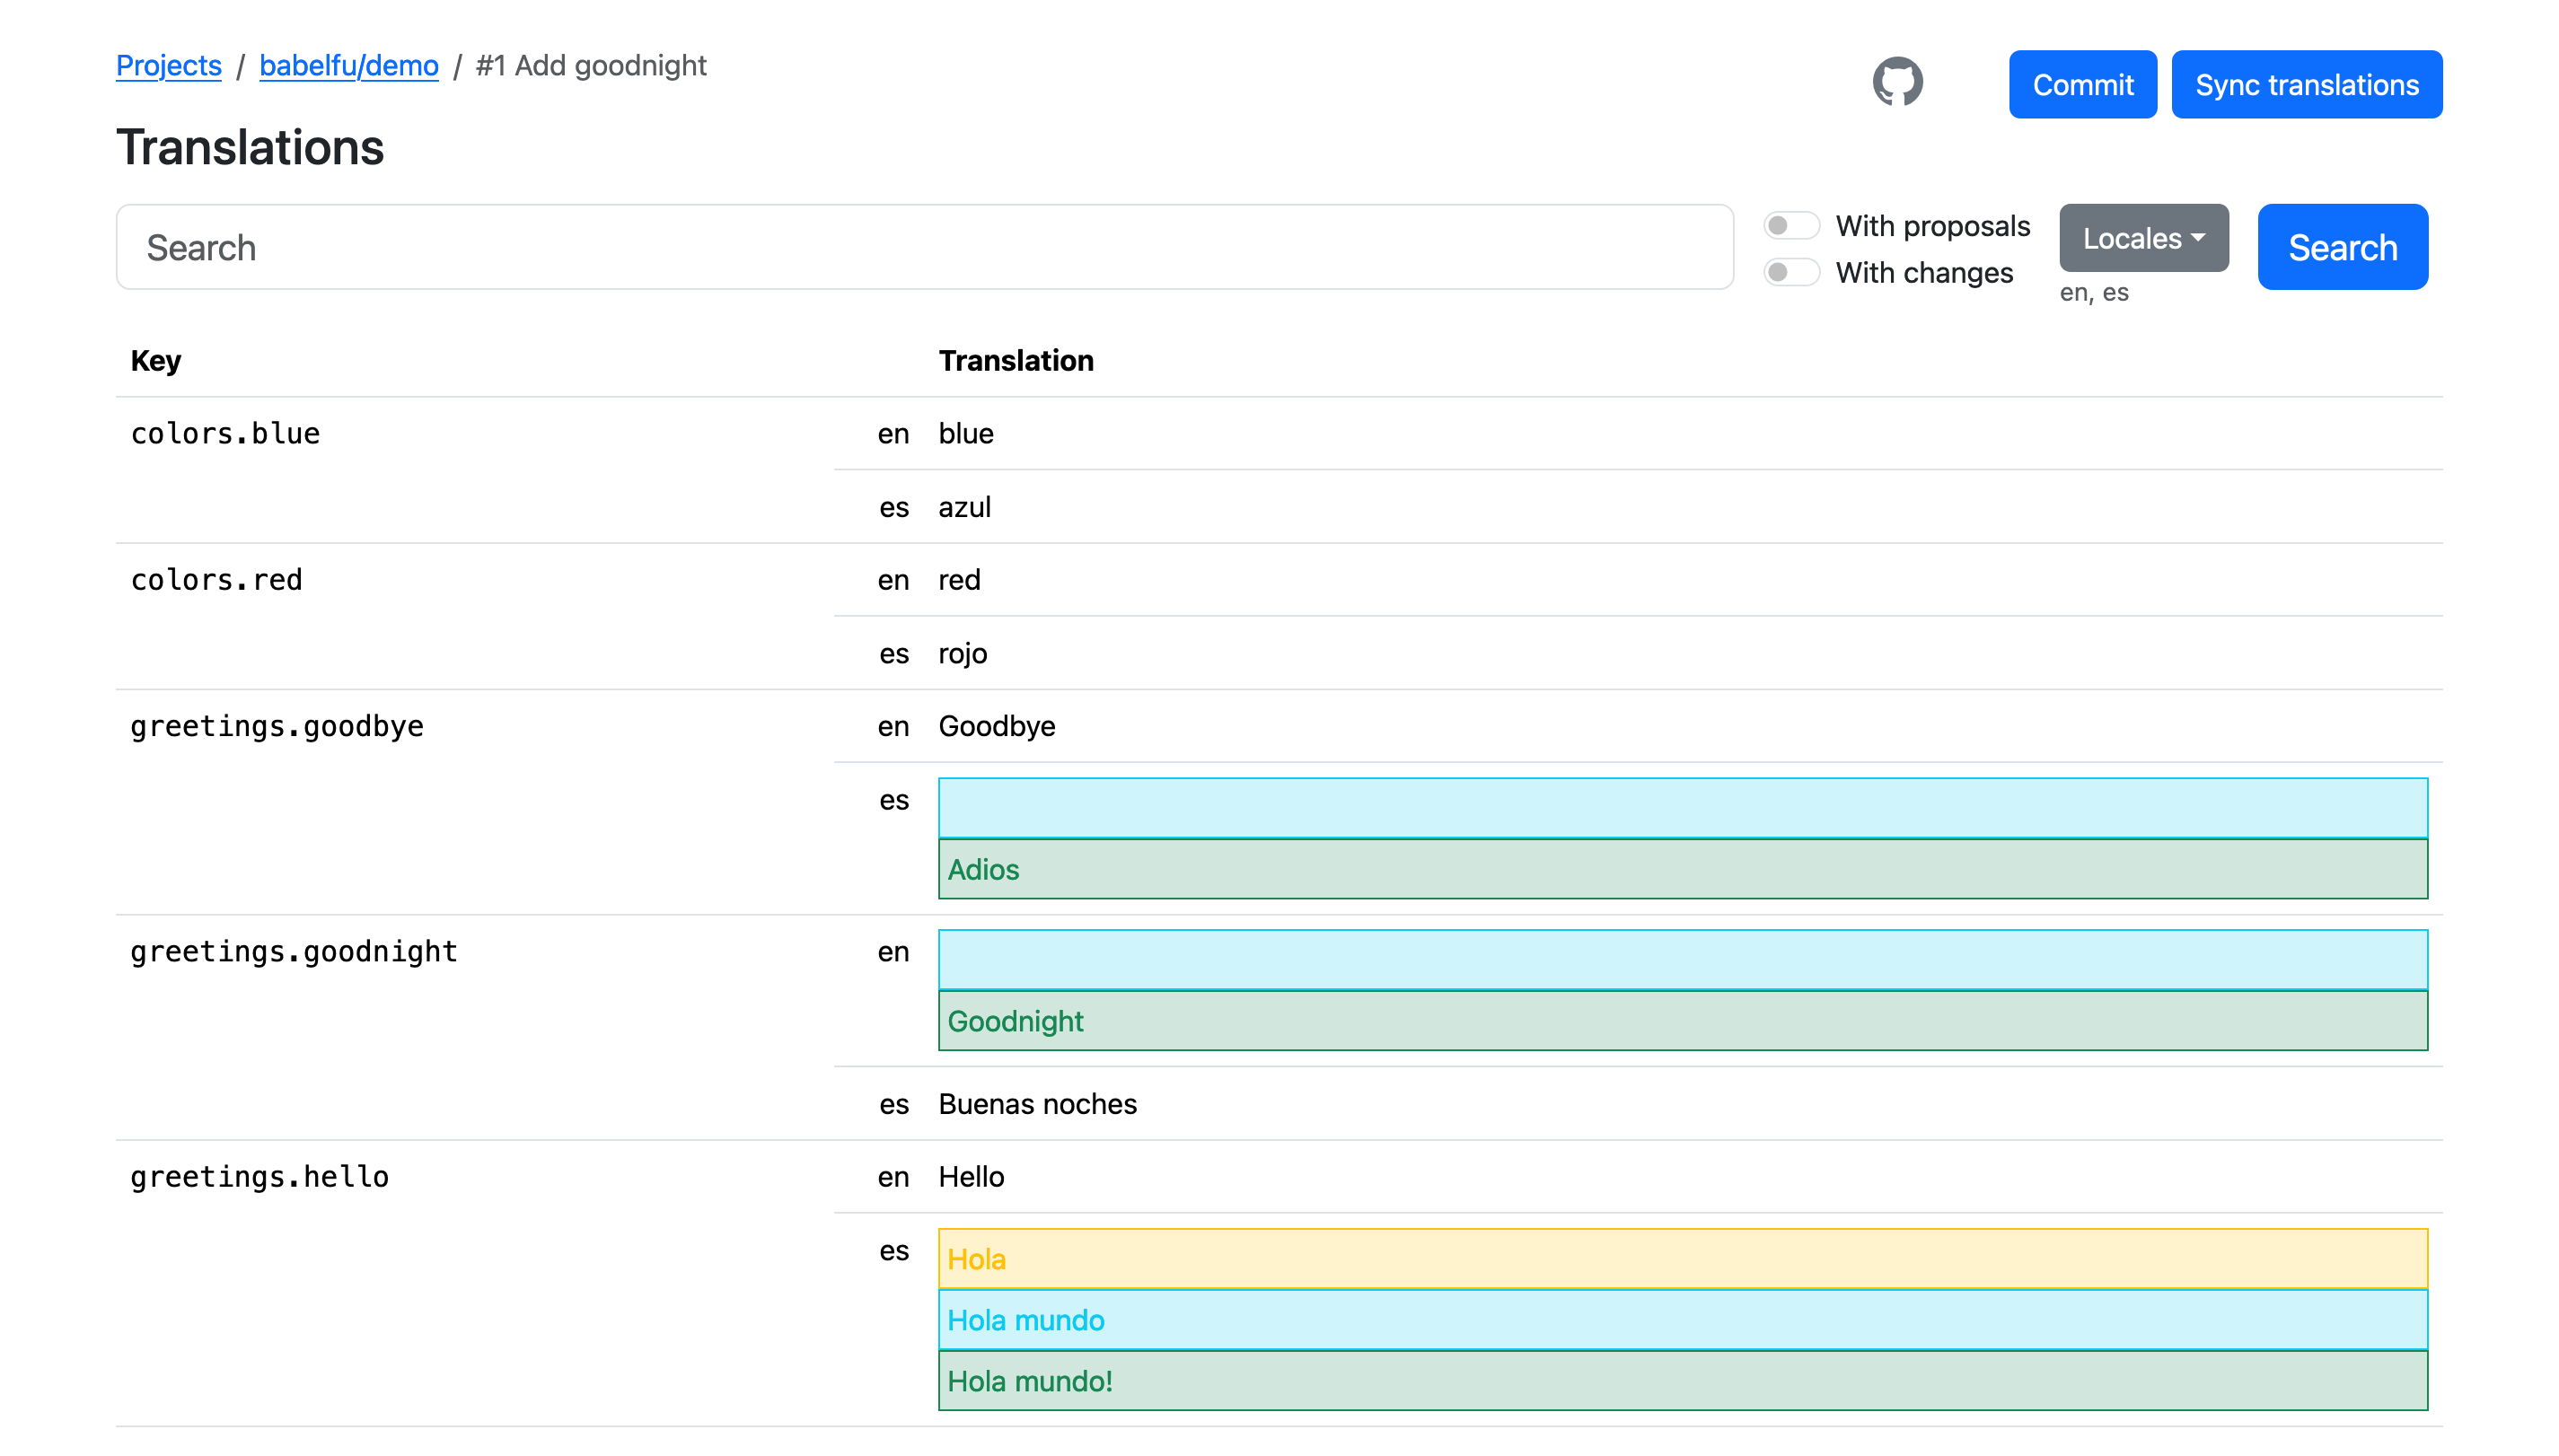 Projects / babelfu/demo / #1 Add goodnight
Commit
Sync translations
Translations
Search
With proposals
With changes
Locales
en, es
Search
Key Translation
colors.blue en blue
es azul
colors.red en red
es rojo
greetings.goodbye en Goodbye
es
Adios
greetings.goodnight en
Goodnight
es Buenas noches
greetings.hello en Hello
es Hola
Hola mundo
Hola mundo!